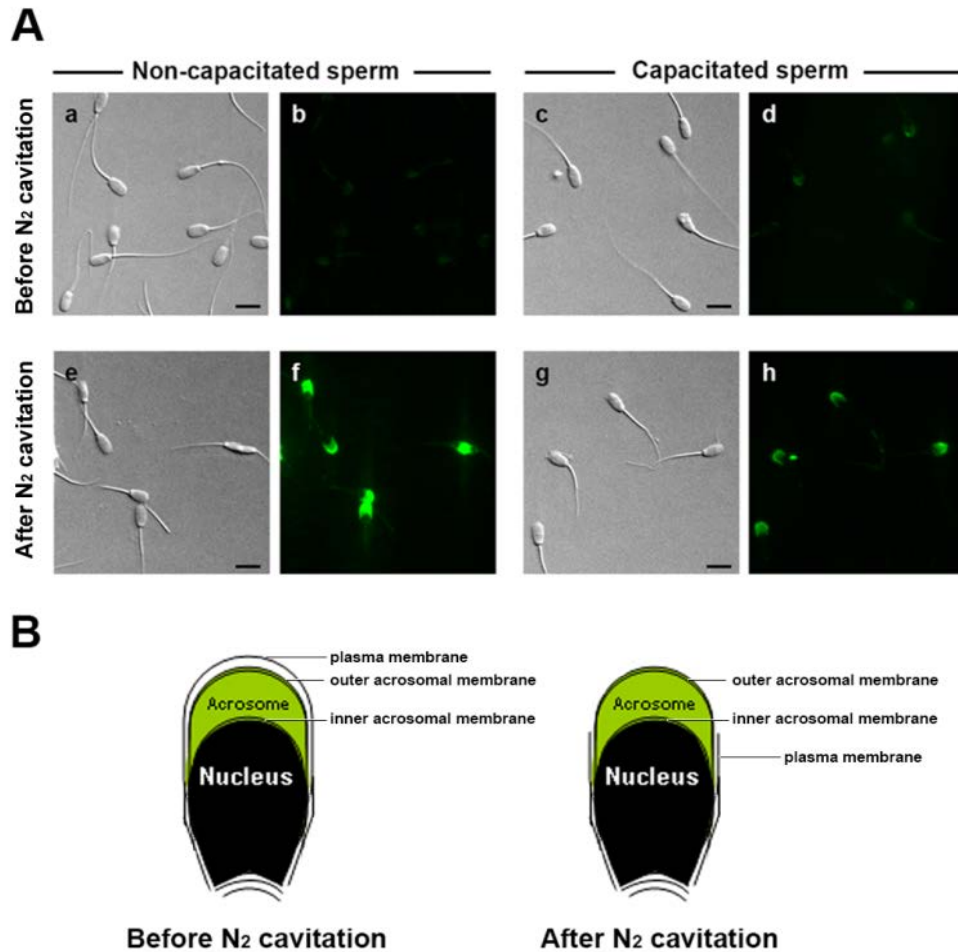 A
Non-capacitated sperm
Capacitated sperm
Before N2 cavitation
a
b
c
d
After N2 cavitation
e
f
g
h
B
plasma membrane
outer acrosomal membrane
Acrosome
inner acrosomal membrane
Nucleus
Before N2 cavitation
outer acrosomal membrane
Acrosome
inner acrosomal membrane
plasma membrane
Nucleus
After N2 cavitation